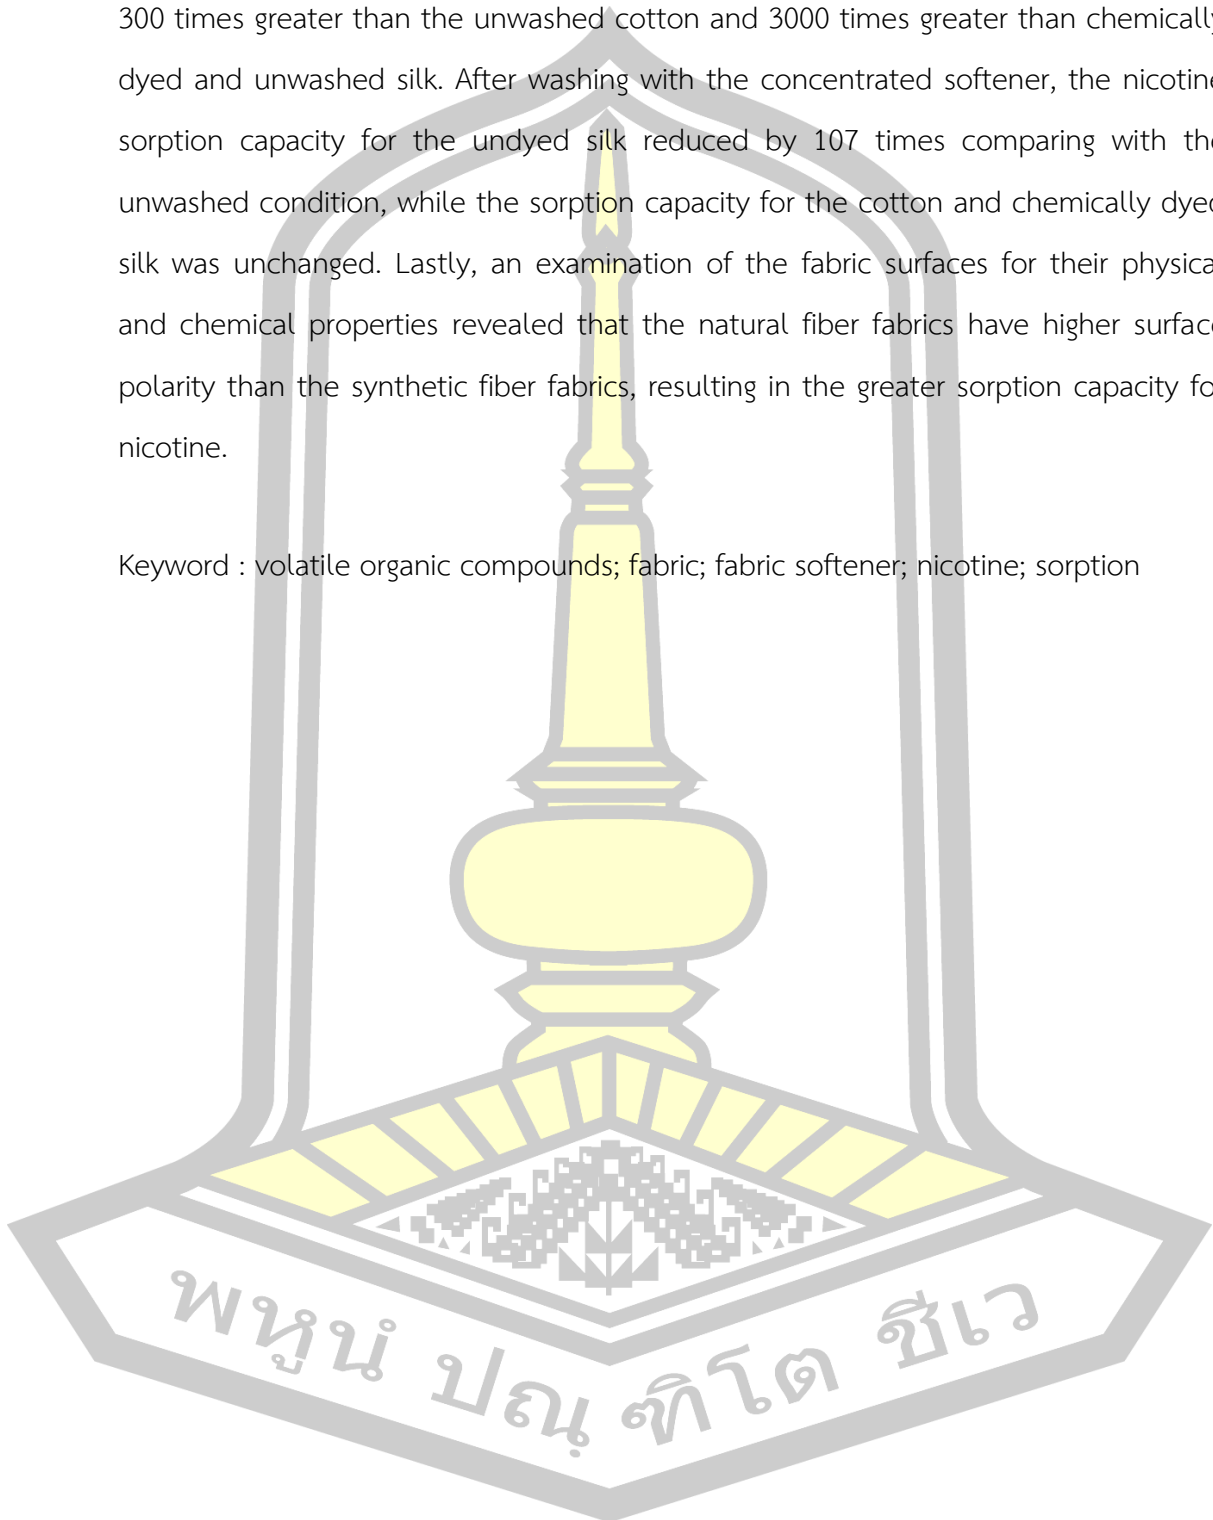 300 times greater than the unwashed cotton and 3000 times greater than chemically
dyed and unwashed silk. After washing with the concentrated softener, the nicotine
sorption capacity for the undyed silk reduced by 107 times comparing with the
unwashed condition, while the sorption capacity for the cotton and chemically dyed
silk was unchanged. Lastly, an examination of the fabric surfaces for their physical
and chemical properties revealed that the natural fiber fabrics have higher surface
polarity than the synthetic fiber fabrics, resulting in the greater sorption capacity for
nicotine.
Keyword : volatile organic compounds; fabric; fabric softener; nicotine; sorption
พหูนํ ปณฺฑิโต ชีเว